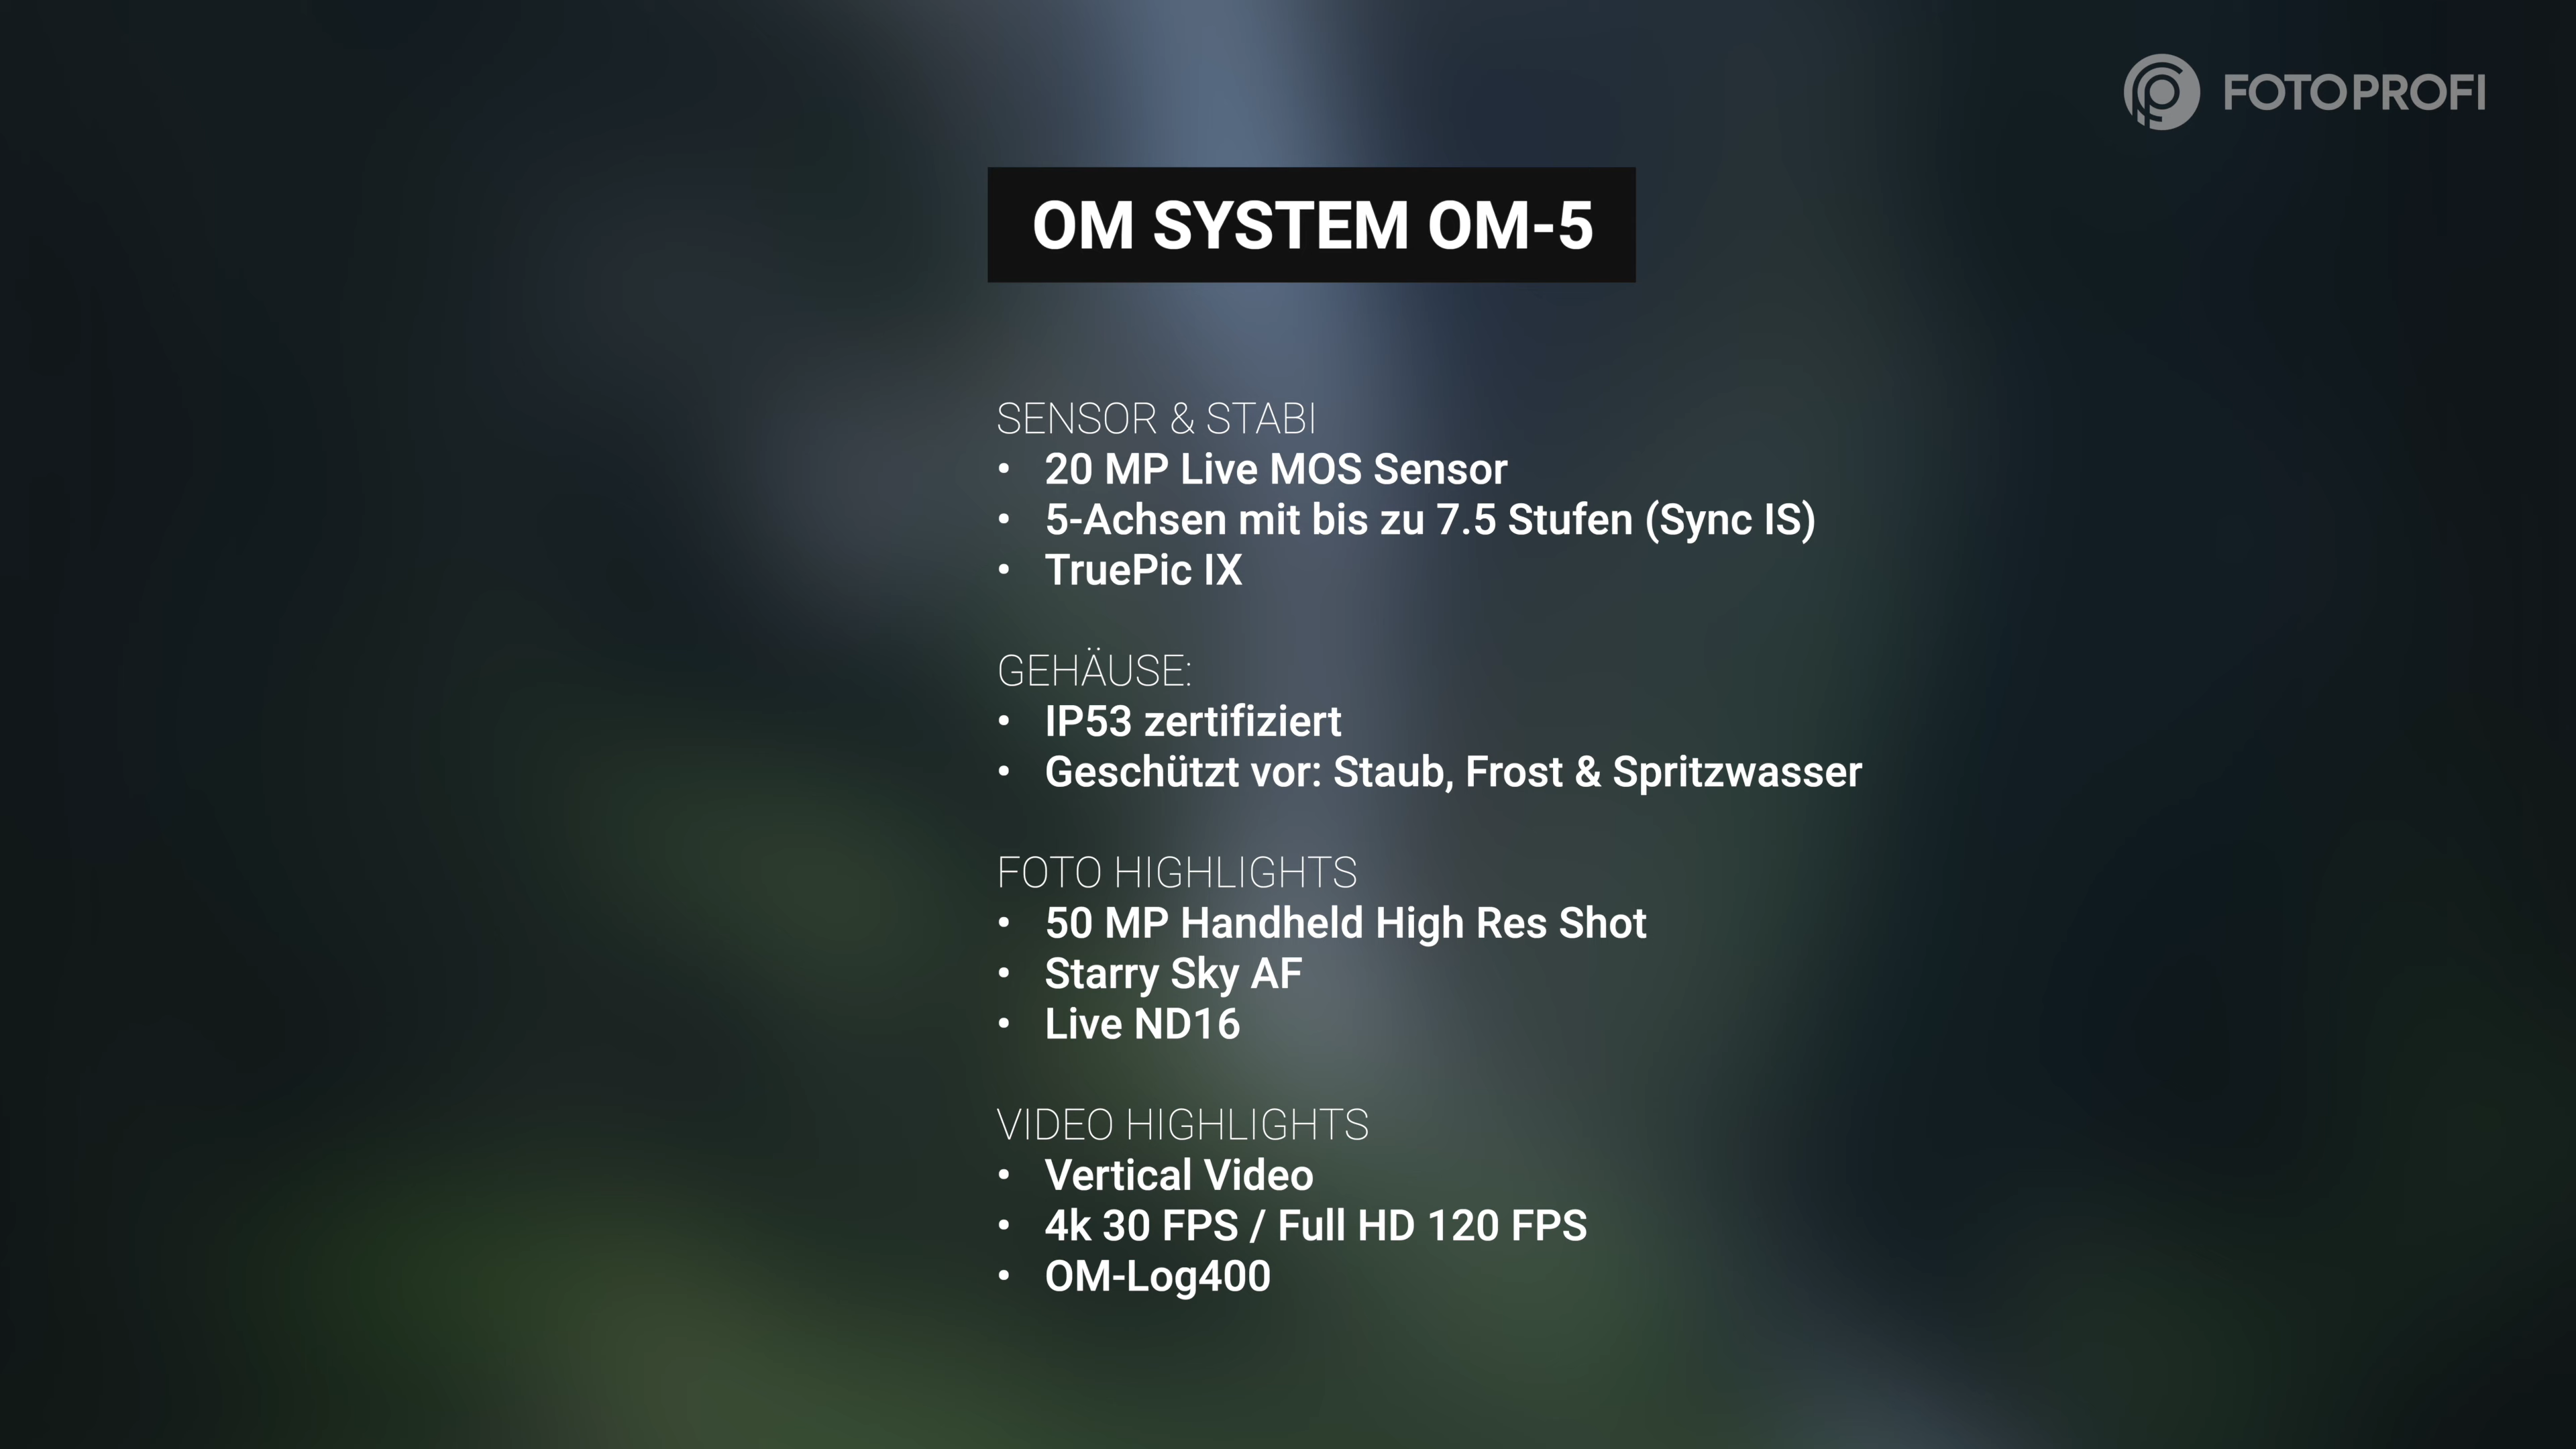 FOTOPROFI
OM SYSTEM OM-5
SENSOR & STABI
• 20 MP Live MOS Sensor
• 5-Achsen mit bis zu 7.5 Stufen (Sync IS)
• TruePic IX
GEHÄUSE:
• IP53 zertifiziert
• Geschützt vor: Staub, Frost & Spritzwasser
FOTO HIGHLIGHTS
• 50 MP Handheld High Res Shot
• Starry Sky AF
• Live ND16
VIDEO HIGHLIGHTS
• Vertical Video
• 4k 30 FPS / Full HD 120 FPS
• OM-Log400